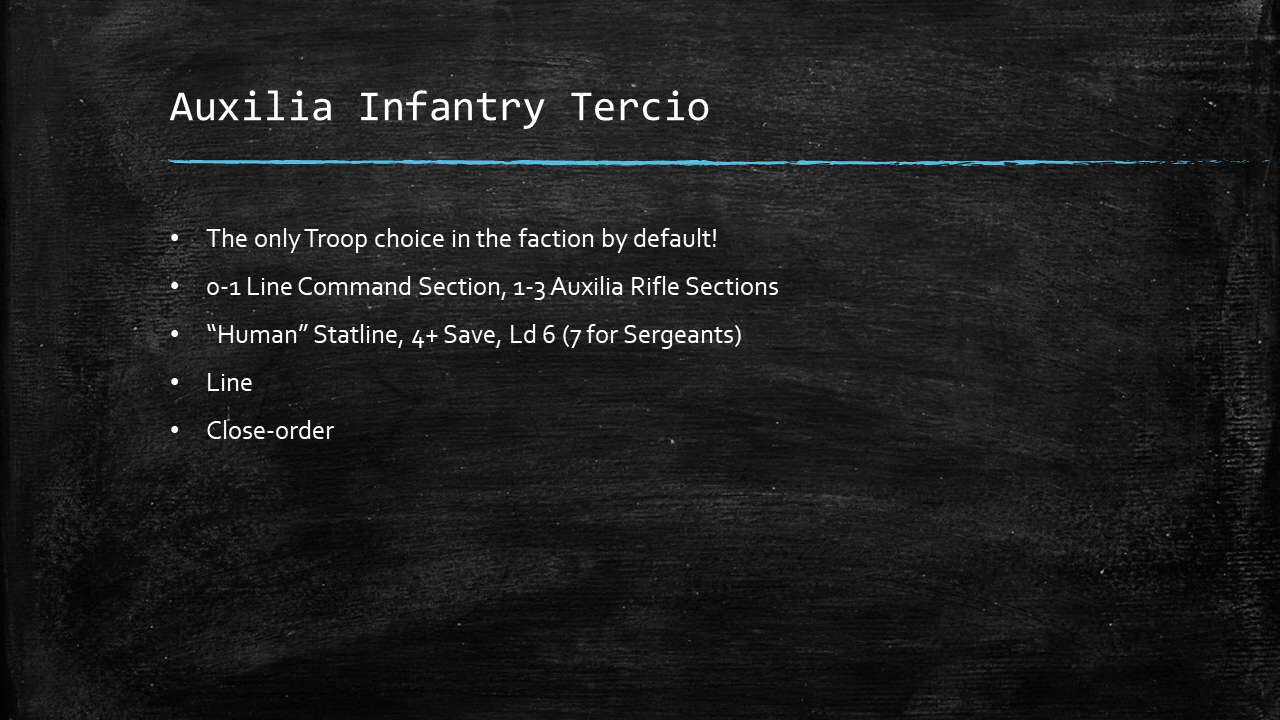 Auxilia Infantry Tercio
• The only Troop choice in the faction by default!
• 0-1 Line Command Section, 1-3 Auxilia Rifle Sections
• “Human” Statline, 4+ Save, Ld 6 (7 for Sergeants)
• Line
• Close-order